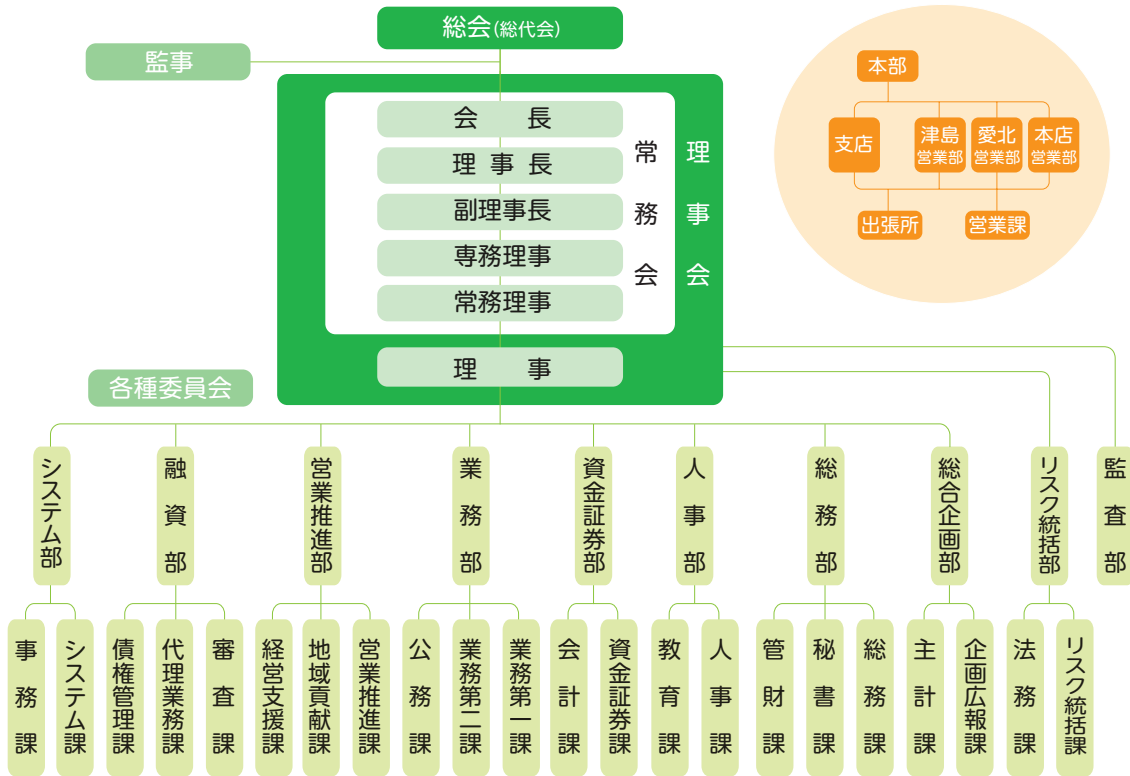 総会(総代会)
監事
会長
理事長
副理事長
専務理事
常務理事
常務会
理事会
理事
各種委員会
本部
支店
津島
営業部
愛北
営業部
本店
営業部
出張所
営業課
システム部
融資部
営業推進部
業務部
資金証券部
人事部
総務部
総合企画部
リスク統括部
監査部
事務課
システム課
債権管理課
代理業務課
審査課
経営支援課
地域貢献課
営業推進課
公務課
業務第二課
業務第一課
会計課
資金証券課
教育課
人事課
管財課
秘書課
総務課
主計課
企画広報課
法務課
リスク統括課